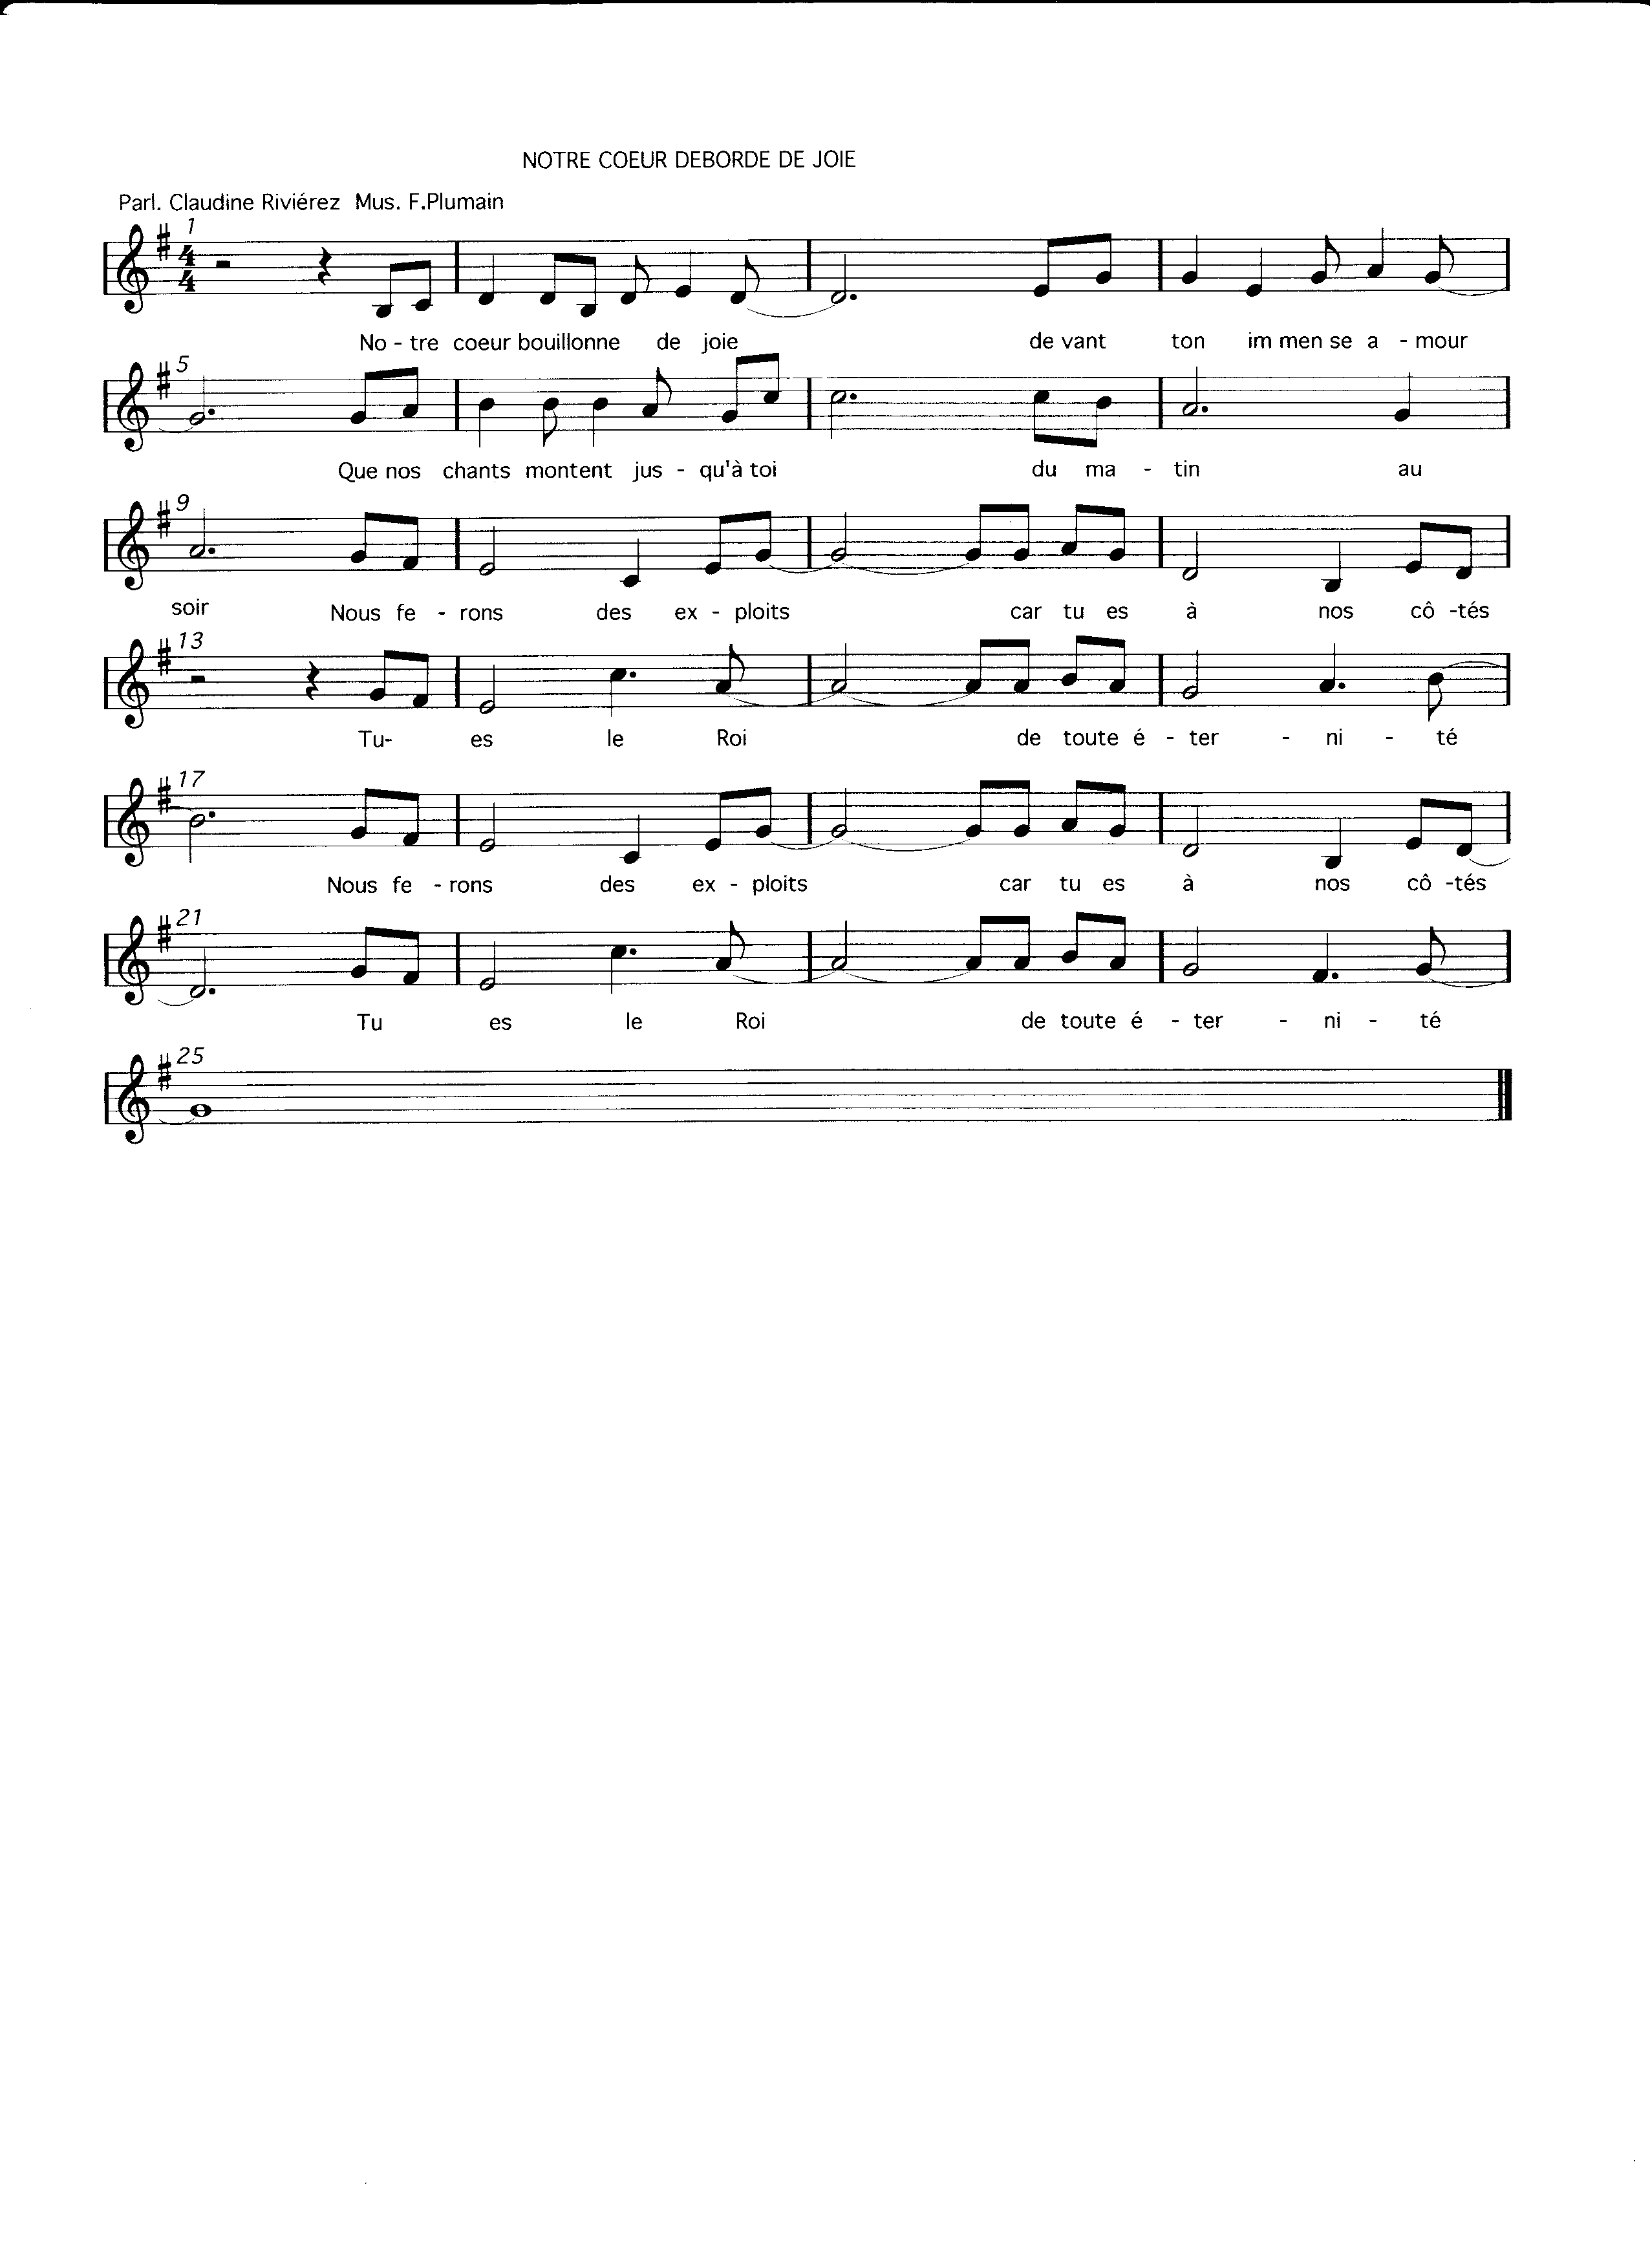 NOTRE COEUR DEBORDE DE JOIE
Parl. Claudine Riviérez Mus. F.Plumain
1
4
4
No - tre coeur bouillonne de joie de vant ton im men se a - mour
5
Que nos chants montent jus - qu'à toi du ma - tin au
9
soir Nous fe - rons des ex - ploits car tu es à nos cô -tés
13
Tu- es le Roi de toute é - ter - ni - té
17
Nous fe - rons des ex - ploits car tu es à nos cô -tés
21
Tu es le Roi de toute é - ter - ni - té
25